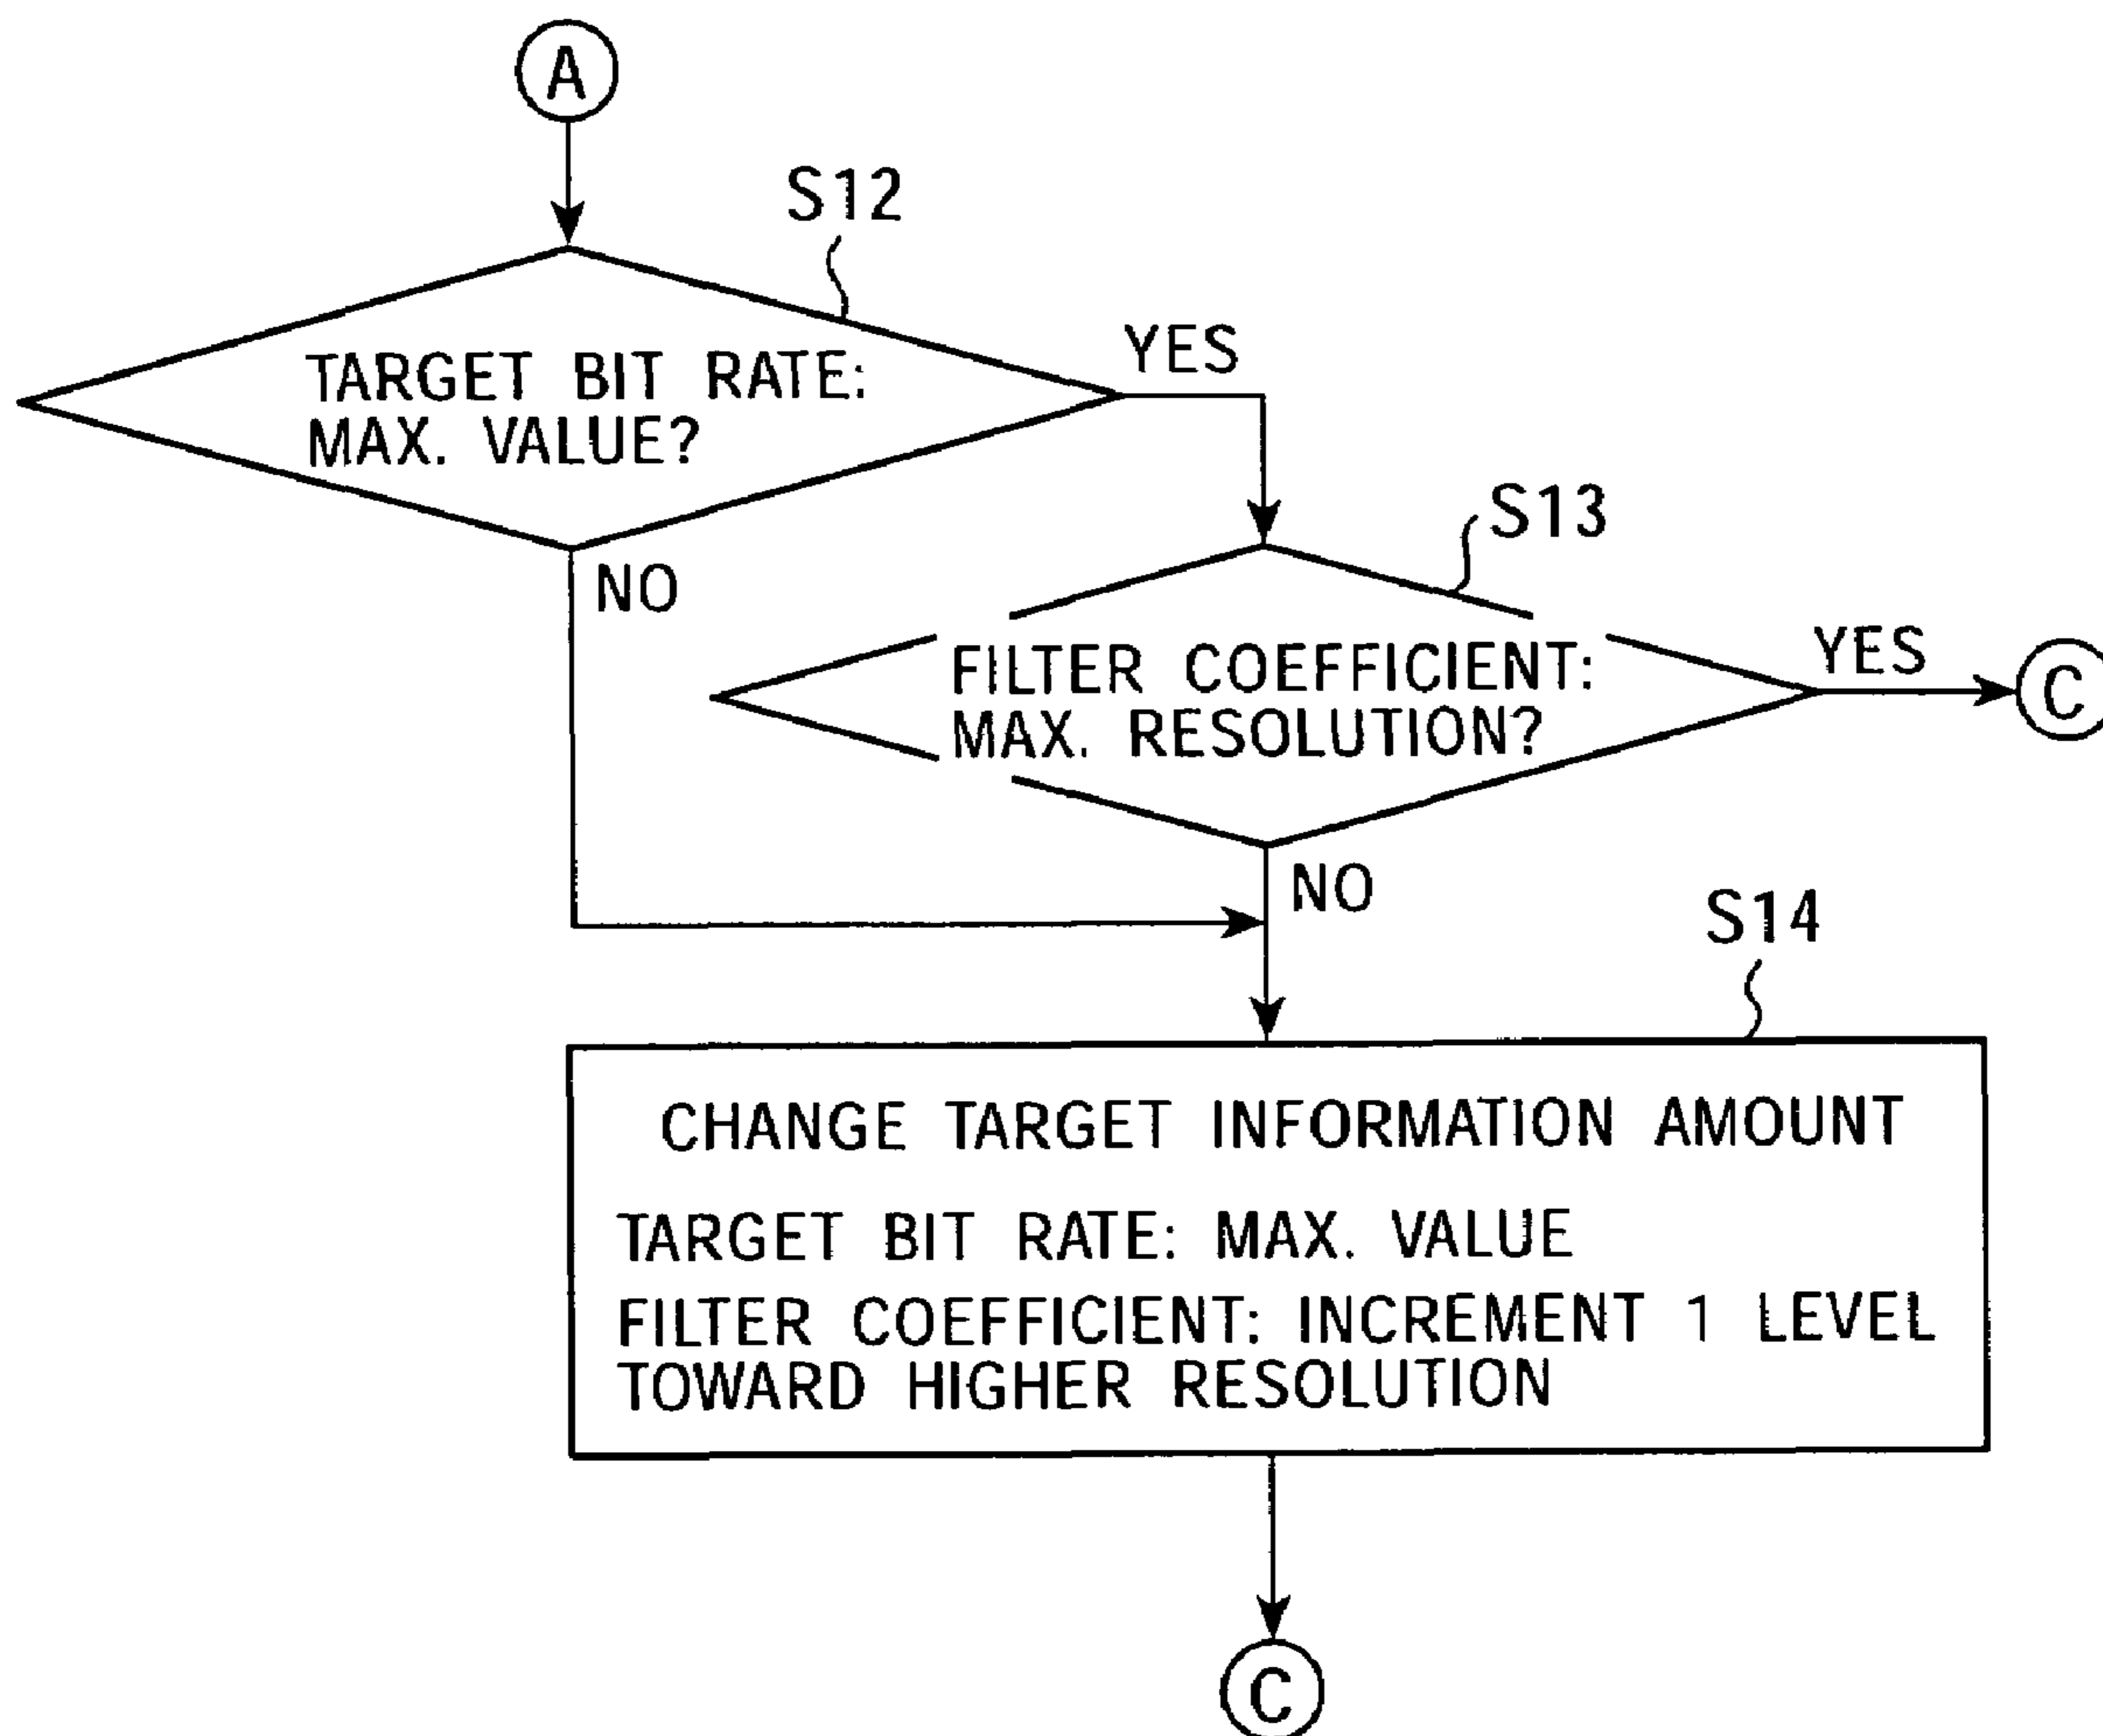 A
S12
TARGET BIT RATE:
MAX. VALUE?
YES
NO
S13
FILTER COEFFICIENT:
MAX. RESOLUTION?
YES
C
NO
S14
CHANGE TARGET INFORMATION AMOUNT
TARGET BIT RATE: MAX. VALUE
FILTER COEFFICIENT: INCREMENT 1 LEVEL
TOWARD HIGHER RESOLUTION
C